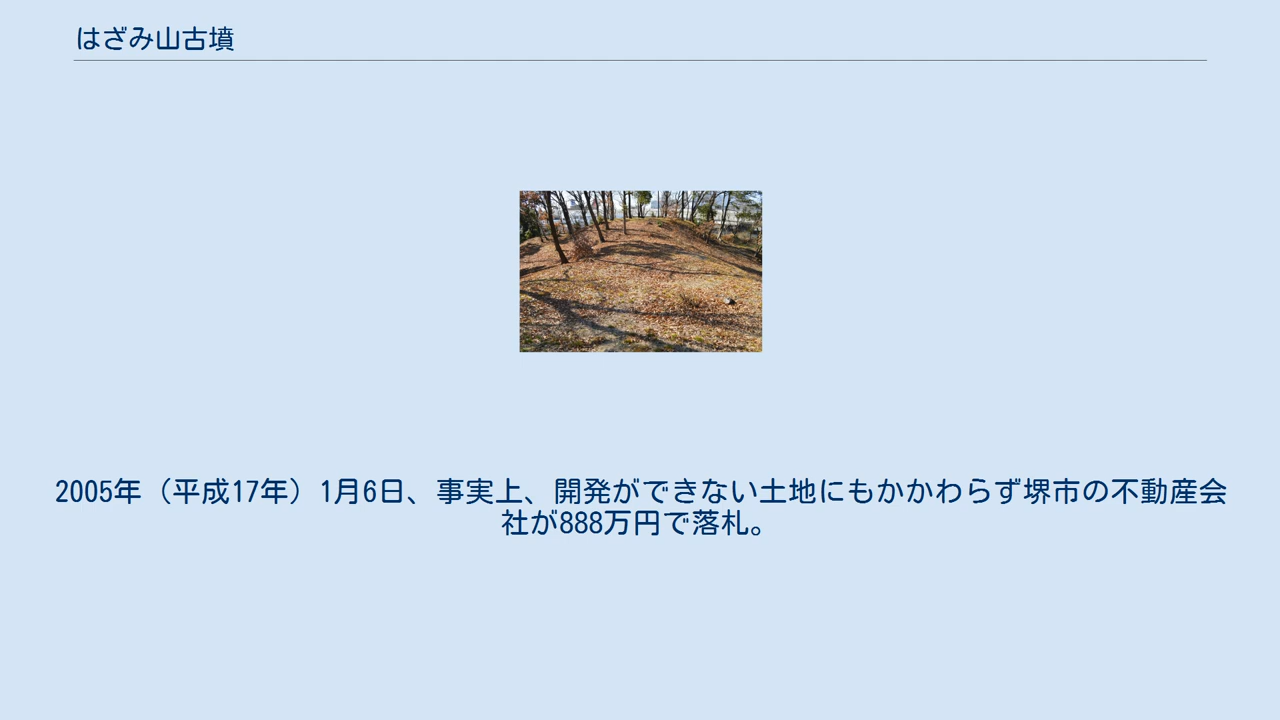 はざみ山古墳
2005年（平成17年）1月6日、事実上、開発ができない土地にもかかわらず堺市の不動産会
社が888万円で落札。